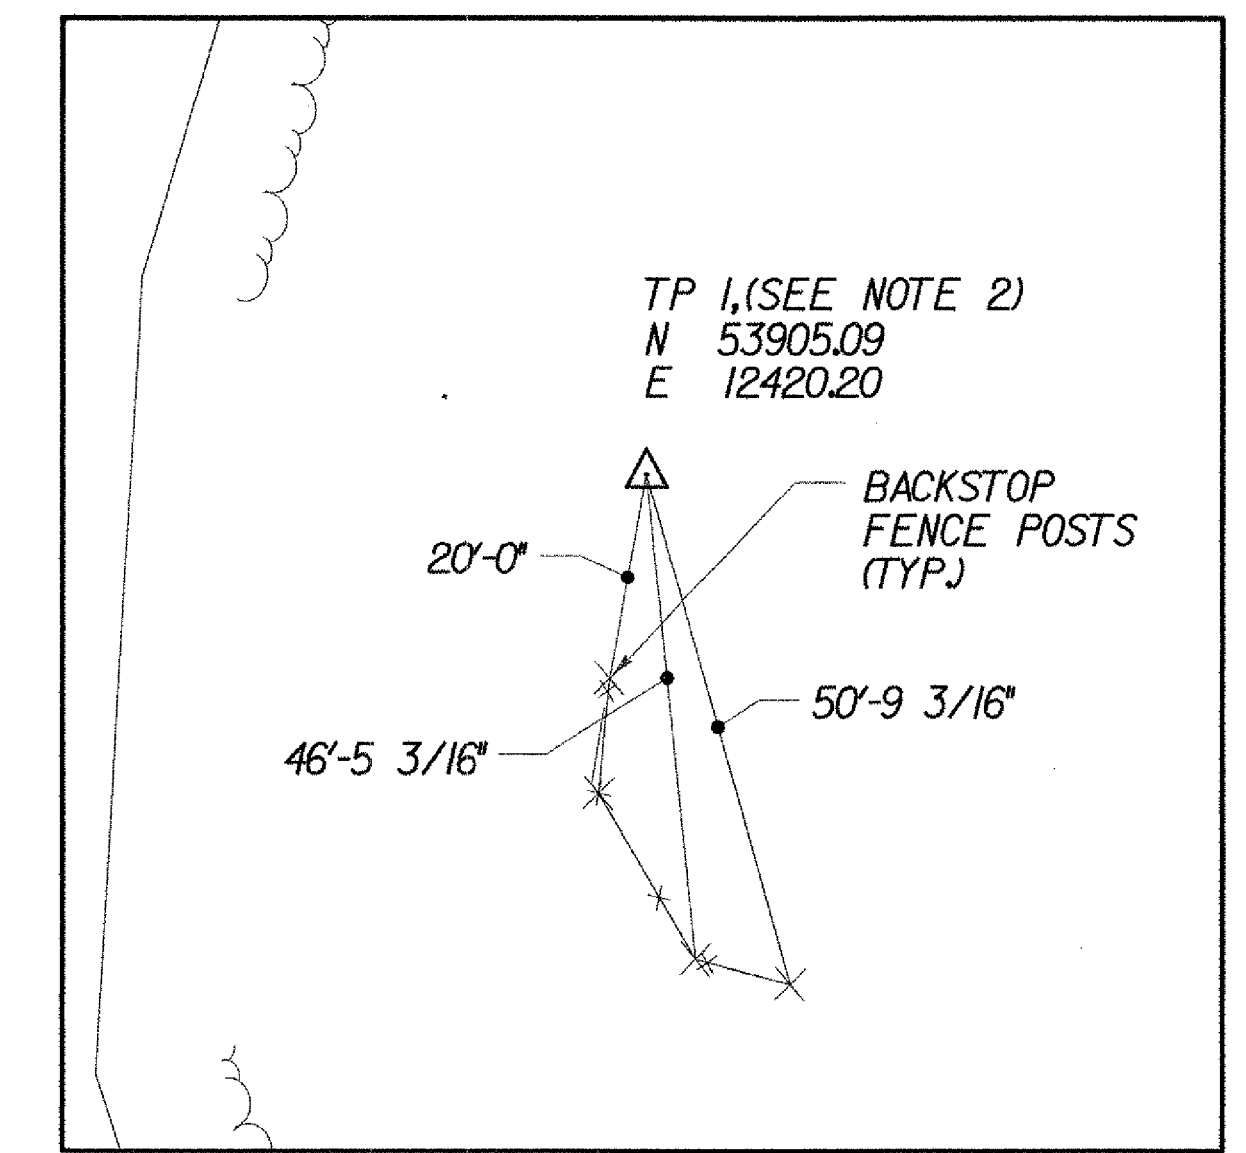 TP 1,(SEE NOTE 2)
N 53905.09
E 12420.20
BACKSTOP
FENCE POSTS
(TYP.)
20'-0"
50'-9 3/16"
46'-5 3/16"